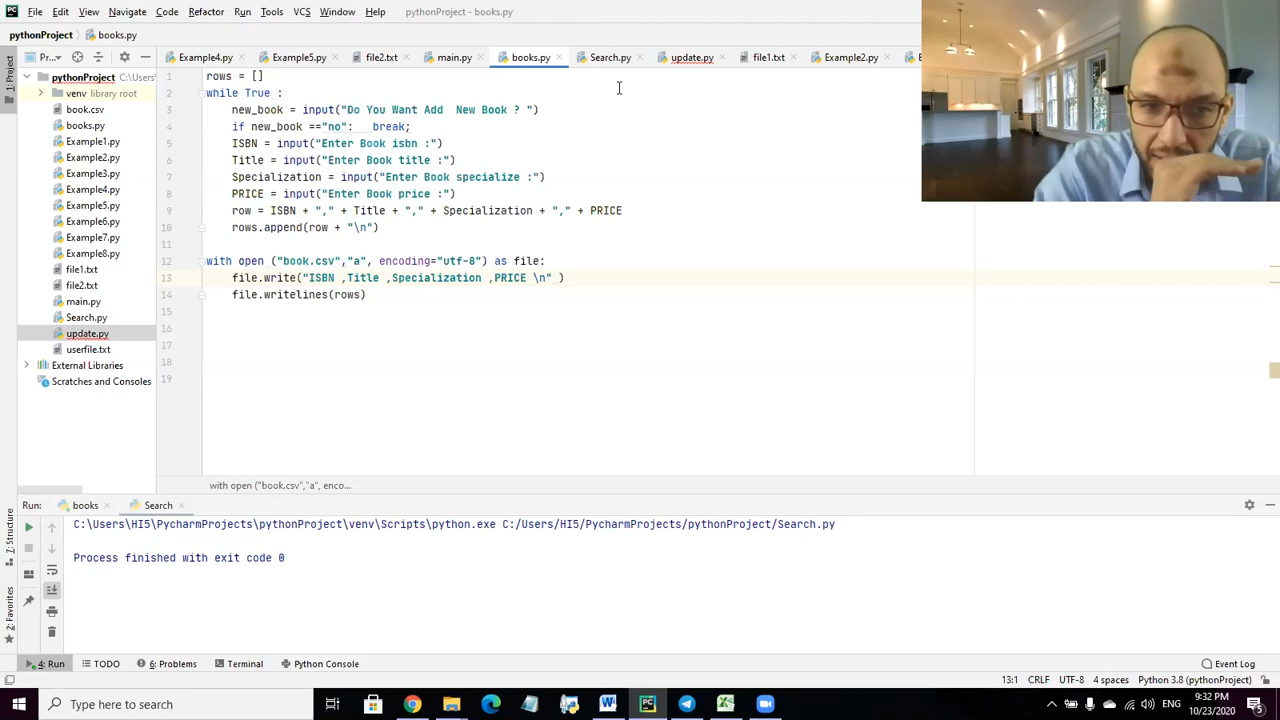 File Edit View Navigate Code Refactor Run Tools VCS Window Help pythonProject - books.py
pythonProject books.py
Pr... Example4.py Example5.py file2.txt main.py books.py Search.py update.py file1.txt Example2.py
1: Project
pythonProject C:\Users
venv library root
book.csv
books.py
Example1.py
Example2.py
Example3.py
Example4.py
Example5.py
Example6.py
Example7.py
Example8.py
file1.txt
file2.txt
main.py
Search.py
update.py
userfile.txt
External Libraries
Scratches and Consoles
1 rows = []
2 while True :
3 new_book = input("Do You Want Add  New Book ? ")
4 if new_book =="no":   break;
5 ISBN = input("Enter Book isbn :")
6 Title = input("Enter Book title :")
7 Specialization = input("Enter Book specialize :")
8 PRICE = input("Enter Book price :")
9 row = ISBN + "," + Title + "," + Specialization + "," + PRICE
10 rows.append(row + "\n")
11
12 with open ("book.csv","a", encoding="utf-8") as file:
13 file.write("ISBN ,Title ,Specialization ,PRICE \n" )
14 file.writelines(rows)
15
16
17
18
19
with open ("book.csv","a", enco...
Run: books Search
C:\Users\HI5\PycharmProjects\pythonProject\venv\Scripts\python.exe C:/Users/HI5/PycharmProjects/pythonProject/Search.py
Process finished with exit code 0
Z: Structure
2: Favorites
4: Run TODO 6: Problems Terminal Python Console Event Log
13:1 CRLF UTF-8 4 spaces Python 3.8 (pythonProject)
Type here to search
ENG
9:32 PM
10/23/2020
5